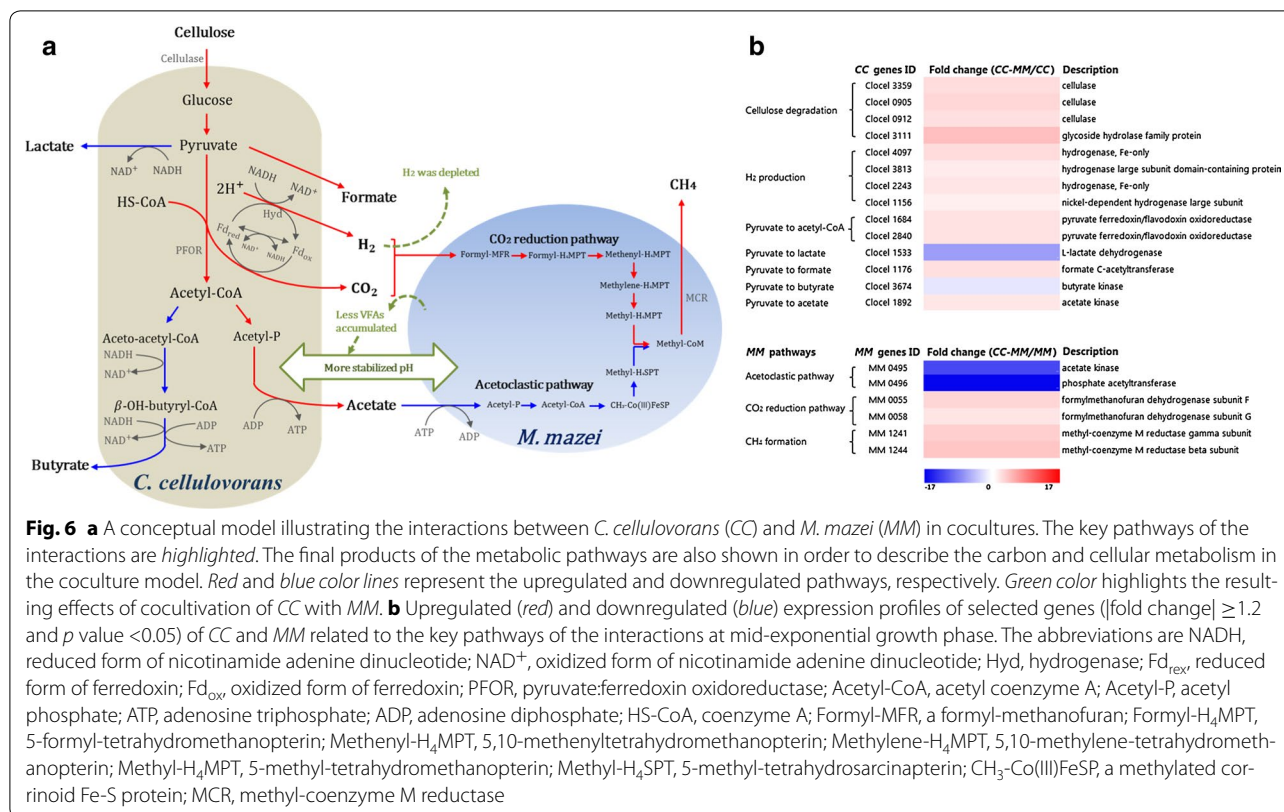 a
Cellulose
Cellulase
Glucose
Lactate
Pyruvate
NAD⁺
NADH
2H⁺
NADH
NAD⁺
Hyd
Formate
HS-CoA
Fd_red
NAD⁺
NADH
Fd_ox
PFOR
H₂
CO₂
H₂ was depleted
CH4
CO₂ reduction pathway
Formyl-MFR
Formyl-H₄MPT
Methenyl-H₄MPT
Methylene-H₄MPT
Methyl-H₄MPT
MCR
Methyl-CoM
Methyl-H₄SPT
Acetyl-CoA
Aceto-acetyl-CoA
Acetyl-P
NADH
NAD⁺
Less VFAs
accumulated
More stabilized pH
Acetoclastic pathway
Acetyl-P
Acetyl-CoA
CH₃-Co(III)FeSP
β-OH-butyryl-CoA
Acetate
ADP
ATP
ATP
ADP
NADH
NAD⁺
ADP
ATP
Butyrate
C. cellulovorans
M. mazei
b
CC genes ID Fold change (CC-MM/CC) Description
Cellulose degradation
Clocel 3359 cellulase
Clocel 0905 cellulase
Clocel 0912 cellulase
Clocel 3111 glycoside hydrolase family protein
H₂ production
Clocel 4097 hydrogenase, Fe-only
Clocel 3813 hydrogenase large subunit domain-containing protein
Clocel 2243 hydrogenase, Fe-only
Clocel 1156 nickel-dependent hydrogenase large subunit
Pyruvate to acetyl-CoA
Clocel 1684 pyruvate ferredoxin/flavodoxin oxidoreductase
Clocel 2840 pyruvate ferredoxin/flavodoxin oxidoreductase
Pyruvate to lactate Clocel 1533 L-lactate dehydrogenase
Pyruvate to formate Clocel 1176 formate C-acetyltransferase
Pyruvate to butyrate Clocel 3674 butyrate kinase
Pyruvate to acetate Clocel 1892 acetate kinase
MM pathways MM genes ID Fold change (CC-MM/MM) Description
Acetoclastic pathway
MM 0495 acetate kinase
MM 0496 phosphate acetyltransferase
CO₂ reduction pathway
MM 0055 formylmethanofuran dehydrogenase subunit F
MM 0058 formylmethanofuran dehydrogenase subunit G
CH₄ formation
MM 1241 methyl-coenzyme M reductase gamma subunit
MM 1244 methyl-coenzyme M reductase beta subunit
-17 0 17
Fig. 6 a A conceptual model illustrating the interactions between C. cellulovorans (CC) and M. mazei (MM) in cocultures. The key pathways of the
interactions are highlighted. The final products of the metabolic pathways are also shown in order to describe the carbon and cellular metabolism in
the coculture model. Red and blue color lines represent the upregulated and downregulated pathways, respectively. Green color highlights the result-
ing effects of cocultivation of CC with MM. b Upregulated (red) and downregulated (blue) expression profiles of selected genes (|fold change| ≥1.2
and p value <0.05) of CC and MM related to the key pathways of the interactions at mid-exponential growth phase. The abbreviations are NADH,
reduced form of nicotinamide adenine dinucleotide; NAD⁺, oxidized form of nicotinamide adenine dinucleotide; Hyd, hydrogenase; Fd_rex, reduced
form of ferredoxin; Fd_ox, oxidized form of ferredoxin; PFOR, pyruvate:ferredoxin oxidoreductase; Acetyl-CoA, acetyl coenzyme A; Acetyl-P, acetyl
phosphate; ATP, adenosine triphosphate; ADP, adenosine diphosphate; HS-CoA, coenzyme A; Formyl-MFR, a formyl-methanofuran; Formyl-H₄MPT,
5-formyl-tetrahydromethanopterin; Methenyl-H₄MPT, 5,10-methenyltetrahydromethanopterin; Methylene-H₄MPT, 5,10-methylene-tetrahydrometh-
anopterin; Methyl-H₄MPT, 5-methyl-tetrahydromethanopterin; Methyl-H₄SPT, 5-methyl-tetrahydrosarcinapterin; CH₃-Co(III)FeSP, a methylated cor-
rinoid Fe-S protein; MCR, methyl-coenzyme M reductase